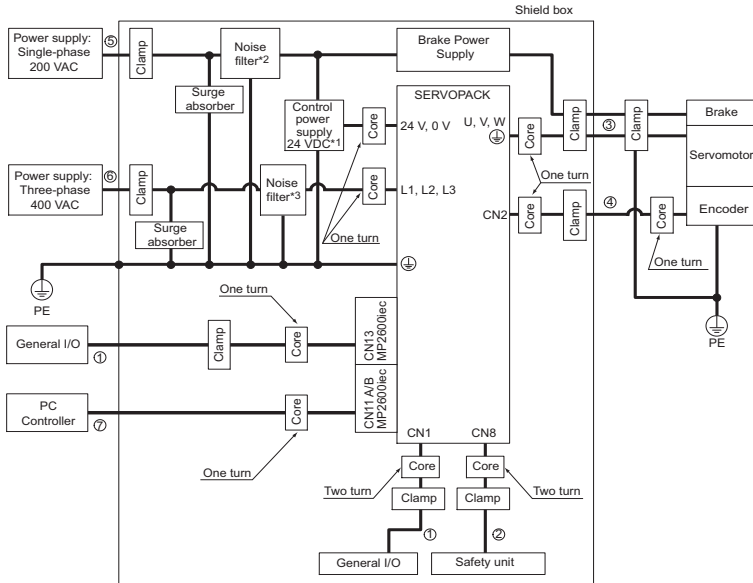 Shield box
Power supply:
Single-phase
200 VAC
⑤
Clamp
Noise
filter*2
Brake Power
Supply
Surge
absorber
SERVOPACK
Control
power
supply
24 VDC*1
Core
24 V, 0 V
U, V, W
Core
Clamp
③
Clamp
Brake
Servomotor
Encoder
Power supply:
Three-phase
400 VAC
⑥
Clamp
Noise
filter*3
Core
L1, L2, L3
One turn
CN2
Core
Clamp
④
Core
One turn
Surge
absorber
One turn
PE
PE
One turn
General I/O
①
Clamp
Core
CN13
MP2600iec
PC
Controller
⑦
Core
CN11 A/B
MP2600iec
One turn
CN1
CN8
Two turn
Core
Core
Two turn
Clamp
Clamp
①
②
General I/O
Safety unit